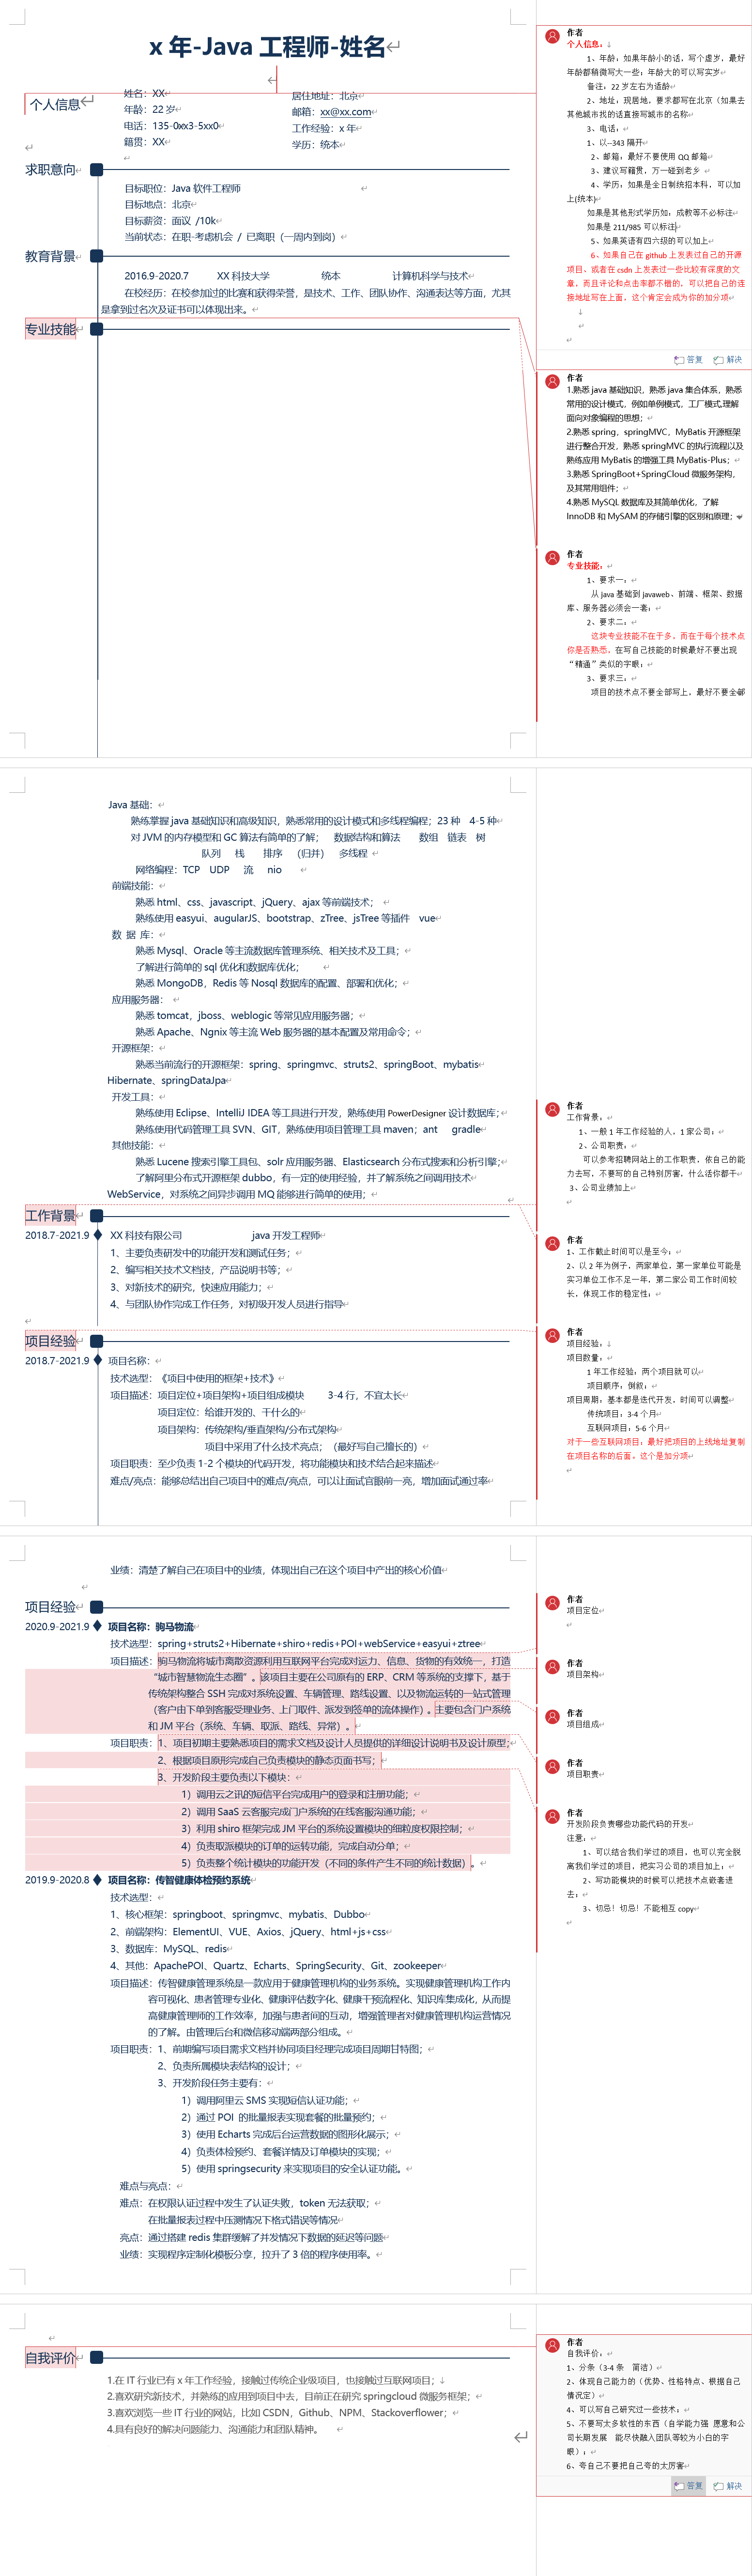 x 年-Java 工程师-姓名
个人信息
姓名：XX
年龄：22 岁
电话：135-0xx3-5xx0
籍贯：XX
居住地址：北京
邮箱：xx@xx.com
工作经验：x 年
学历：统本
求职意向
目标职位：Java 软件工程师
目标地点：北京
目标薪资：面议 /10k
当前状态：在职-考虑机会 / 已离职（一周内到岗）
教育背景
2016.9-2020.7 XX 科技大学 统本 计算机科学与技术
在校经历：在校参加过的比赛和获得荣誉，是技术、工作、团队协作、沟通表达等方面，尤其
是拿到过名次及证书可以体现出来。
专业技能
作者
个人信息：
1、年龄：如果年龄小的话，写个虚岁，最好
年龄都稍微写大一些；年龄大的可以写实岁
备注：22 岁左右为适龄
2、地址：现居地，要求都写在北京（如果去
其他城市找的话直接写城市的名称
3、电话：
1、以--343 隔开
2、邮箱：最好不要使用 QQ 邮箱
3、建议写籍贯，万一碰到老乡
4、学历：如果是全日制统招本科，可以加
上(统本)
如果是其他形式学历如：成教等不必标注
如果是 211/985 可以标注
5、如果英语有四六级的可以加上
6、如果自己在 github 上发表过自己的开源
项目，或者在 csdn 上发表过一些比较有深度的文
章，而且评论和点击率都不错的，可以把自己的连
接地址写在上面，这个肯定会成为你的加分项
答复 解决
作者
1.熟悉 java 基础知识，熟悉 java 集合体系，熟悉
常用的设计模式，例如单例模式，工厂模式,理解
面向对象编程的思想；
2.熟悉 spring，springMVC，MyBatis 开源框架
进行整合开发，熟悉 springMVC 的执行流程以及
熟练应用 MyBatis 的增强工具 MyBatis-Plus；
3.熟悉 SpringBoot+SpringCloud 微服务架构，
及其常用组件；
4.熟悉 MySQL 数据库及其简单优化，了解
InnoDB 和 MySAM 的存储引擎的区别和原理；
作者
专业技能：
1、要求一：
从 java 基础到 javaweb、前端、框架、数据
库、服务器必须会一套；
2、要求二：
这块专业技能不在于多，而在于每个技术点
你是否熟悉，在写自己技能的时候最好不要出现
“精通”类似的字眼；
3、要求三：
项目的技术点不要全部写上，最好不要全部
Java 基础：
熟练掌握 java 基础知识和高级知识，熟悉常用的设计模式和多线程编程；23 种 4-5 种
对 JVM 的内存模型和 GC 算法有简单的了解； 数据结构和算法 数组 链表 树
队列 栈 排序 （归并） 多线程
网络编程：TCP UDP 流 nio
前端技能：
熟悉 html、css、javascript、jQuery、ajax 等前端技术；
熟练使用 easyui、augularJS、bootstrap、zTree、jsTree 等插件 vue
数 据 库：
熟悉 Mysql、Oracle 等主流数据库管理系统、相关技术及工具；
了解进行简单的 sql 优化和数据库优化；
熟悉 MongoDB，Redis 等 Nosql 数据库的配置、部署和优化；
应用服务器：
熟悉 tomcat，jboss、weblogic 等常见应用服务器；
熟悉 Apache、Ngnix 等主流 Web 服务器的基本配置及常用命令；
开源框架：
熟悉当前流行的开源框架：spring、springmvc、struts2、springBoot、mybatis
Hibernate、springDataJpa
开发工具：
熟练使用 Eclipse、IntelliJ IDEA 等工具进行开发，熟练使用 PowerDesigner 设计数据库；
熟练使用代码管理工具 SVN、GIT，熟练使用项目管理工具 maven；ant gradle
其他技能：
熟悉 Lucene 搜索引擎工具包、solr 应用服务器、Elasticsearch 分布式搜索和分析引擎；
了解阿里分布式开源框架 dubbo，有一定的使用经验，并了解系统之间调用技术
WebService，对系统之间异步调用 MQ 能够进行简单的使用；
工作背景
2018.7-2021.9 XX 科技有限公司 java 开发工程师
1、主要负责研发中的功能开发和测试任务；
2、编写相关技术文档技，产品说明书等；
3、对新技术的研究，快速应用能力；
4、与团队协作完成工作任务，对初级开发人员进行指导
项目经验
2018.7-2021.9 项目名称：
技术选型：《项目中使用的框架+技术》
项目描述：项目定位+项目架构+项目组成模块 3-4 行，不宜太长
项目定位：给谁开发的、干什么的
项目架构：传统架构/垂直架构/分布式架构
项目中采用了什么技术亮点；（最好写自己擅长的）
项目职责：至少负责 1-2 个模块的代码开发，将功能模块和技术结合起来描述
难点/亮点：能够总结出自己项目中的难点/亮点，可以让面试官眼前一亮，增加面试通过率
作者
工作背景，
1、一般 1 年工作经验的人，1 家公司；
2、公司职责：
可以参考招聘网站上的工作职责，依自己的能
力去写，不要写的自己特别厉害，什么活你都干
3、公司业绩加上
作者
1、工作截止时间可以是至今；
2、以 2 年为例子，两家单位，第一家单位可能是
实习单位工作不足一年，第二家公司工作时间较
长，体现工作的稳定性；
作者
项目经验：
项目数量：
1 年工作经验，两个项目就可以
项目顺序：倒叙；
项目周期：基本都是迭代开发，时间可以调整
传统项目：3-4 个月
互联网项目：5-6 个月
对于一些互联网项目：最好把项目的上线地址复制
在项目名称的后面，这个是加分项
业绩：清楚了解自己在项目中的业绩，体现出自己在这个项目中产出的核心价值
项目经验
2020.9-2021.9 项目名称：驹马物流
技术选型：spring+struts2+Hibernate+shiro+redis+POI+webService+easyui+ztree
项目描述：驹马物流将城市离散资源利用互联网平台完成对运力、信息、货物的有效统一，打造
“城市智慧物流生态圈”。该项目主要在公司原有的 ERP、CRM 等系统的支撑下，基于
传统架构整合 SSH 完成对系统设置、车辆管理、路线设置、以及物流运转的一站式管理
（客户由下单到客服受理业务、上门取件、派发到签单的流体操作）。主要包含门户系统
和 JM 平台（系统、车辆、取派、路线、异常）。
项目职责：1、项目初期主要熟悉项目的需求文档及设计人员提供的详细设计说明书及设计原型；
2、根据项目原形完成自己负责模块的静态页面书写；
3、开发阶段主要负责以下模块：
1）调用云之讯的短信平台完成用户的登录和注册功能；
2）调用 SaaS 云客服完成门户系统的在线客服沟通功能；
3）利用 shiro 框架完成 JM 平台的系统设置模块的细粒度权限控制；
4）负责取派模块的订单的运转功能，完成自动分单；
5）负责整个统计模块的功能开发（不同的条件产生不同的统计数据）。
2019.9-2020.8 项目名称：传智健康体检预约系统
技术选型：
1、核心框架：springboot、springmvc、mybatis、Dubbo
2、前端架构：ElementUI、VUE、Axios、jQuery、html+js+css
3、数据库：MySQL、redis
4、其他：ApachePOI、Quartz、Echarts、SpringSecurity、Git、zookeeper
项目描述：传智健康管理系统是一款应用于健康管理机构的业务系统。实现健康管理机构工作内
容可视化、患者管理专业化、健康评估数字化、健康干预流程化、知识库集成化，从而提
高健康管理师的工作效率，加强与患者间的互动，增强管理者对健康管理机构运营情况
的了解。由管理后台和微信移动端两部分组成。
项目职责：1、前期编写项目需求文档并协同项目经理完成项目周期甘特图；
2、负责所属模块表结构的设计；
3、开发阶段任务主要有：
1）调用阿里云 SMS 实现短信认证功能；
2）通过 POI 的批量报表实现套餐的批量预约；
3）使用 Echarts 完成后台运营数据的图形化展示；
4）负责体检预约、套餐详情及订单模块的实现；
5）使用 springsecurity 来实现项目的安全认证功能。
难点与亮点：
难点：在权限认证过程中发生了认证失败，token 无法获取；
在批量报表过程中压测情况下格式错误等情况
亮点：通过搭建 redis 集群缓解了并发情况下数据的延迟等问题
业绩：实现程序定制化模板分享，拉升了 3 倍的程序使用率。
作者
项目定位
作者
项目架构
作者
项目组成
作者
项目职责
作者
开发阶段负责哪些功能代码的开发
注意：
1、可以结合我们学过的项目，也可以完全脱
离我们学过的项目，把实习公司的项目加上；
2、写功能模块的时候可以把技术点嵌套进
去；
3、切忌！切忌！不能相互 copy
自我评价
1.在 IT 行业已有 x 年工作经验，接触过传统企业级项目，也接触过互联网项目；
2.喜欢研究新技术，并熟练的应用到项目中去，目前正在研究 springcloud 微服务框架；
3.喜欢浏览一些 IT 行业的网站，比如 CSDN，Github、NPM、Stackoverflow；
4.具有良好的解决问题能力、沟通能力和团队精神。
作者
自我评价：
1、分条（3-4 条 简洁）
2、体现自己能力的（优势、性格特点、根据自己
情况定）
4、可以写自己研究过一些技术；
5、不要写太多软性的东西（自学能力强 愿意和公
司长期发展 能尽快融入团队等较为小白的字
眼）；
6、夸自己不要把自己夸的太厉害
答复 解决